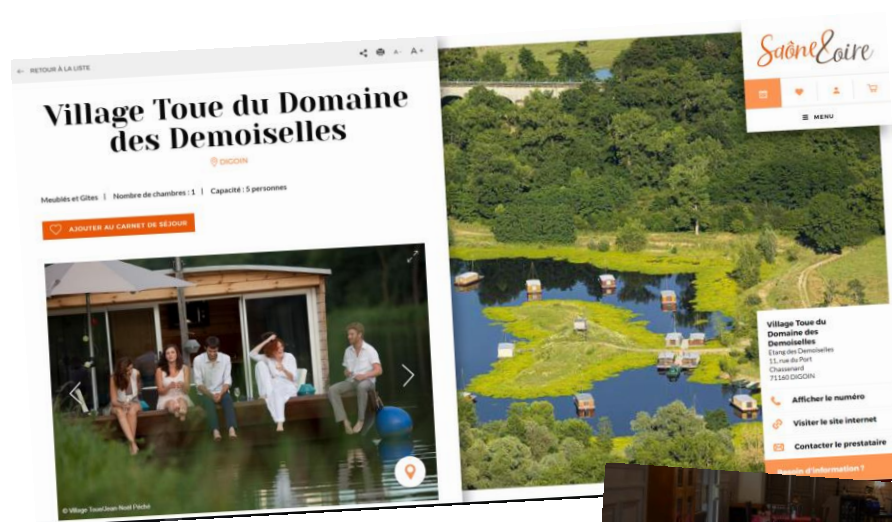 ← RETOUR À LA LISTE
A- A+
Village Toue du Domaine
des Demoiselles
DIGOIN
Meublés et Gîtes | Nombre de chambres : 1 | Capacité : 5 personnes
AJOUTER AU CARNET DE SÉJOUR
© Village Toue/Jean Noël Péché
Saône&Loire
MENU
Village Toue du
Domaine des
Demoiselles
Etang des Demoiselles
11, rue du Port
Chassenard
71160 DIGOIN
Afficher le numéro
Visiter le site internet
Contacter le prestataire
Besoin d'information ?